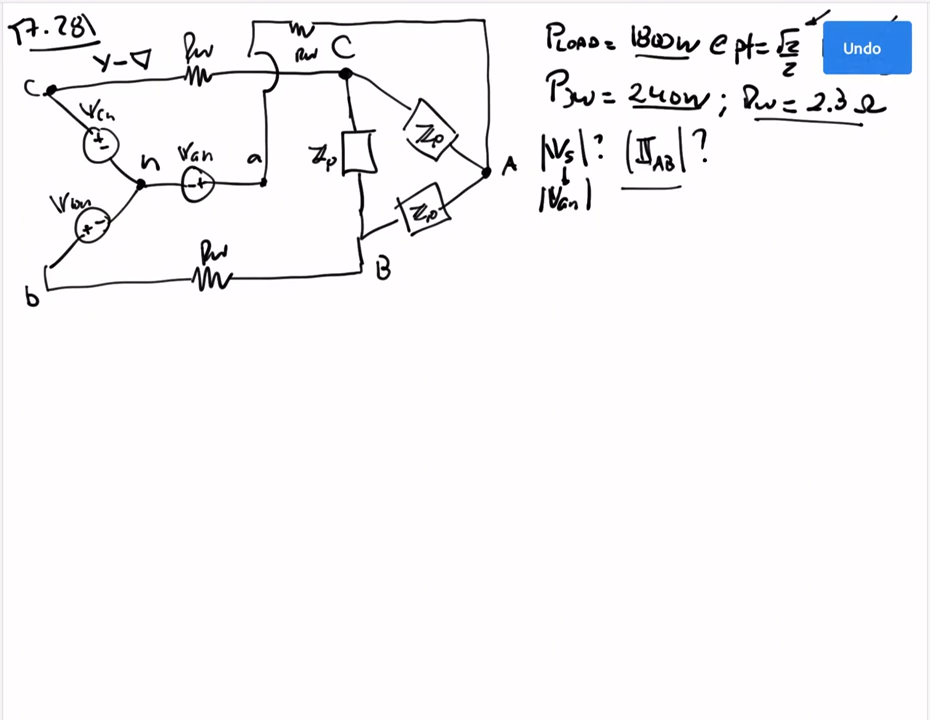 17.28|
Y-∇
Rw
Rw
C
C
Vcn
n
Van
a
Zp
Zp
A
Vbn
Zp
Rw
B
b
PLOAD = 1800W @ pf = √2/2
P3W = 240W ; Rw = 2.3 Ω
|Vs| ? |IAB| ?
|Van|
Undo